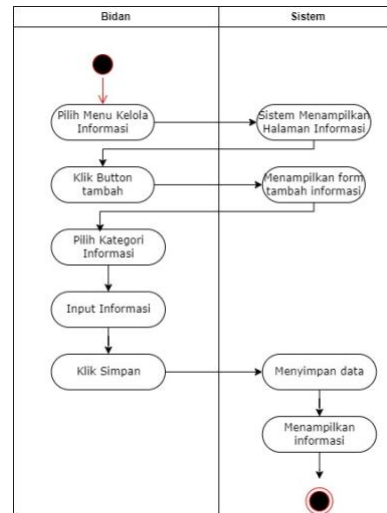 Bidan
Sistem
Pilih Menu Kelola
Informasi
Sistem Menampilkan
Halaman Informasi
Klik Button
tambah
Menampilkan form
tambah informasi
Pilih Kategori
Informasi
Input Informasi
Klik Simpan
Menyimpan data
Menampilkan
informasi